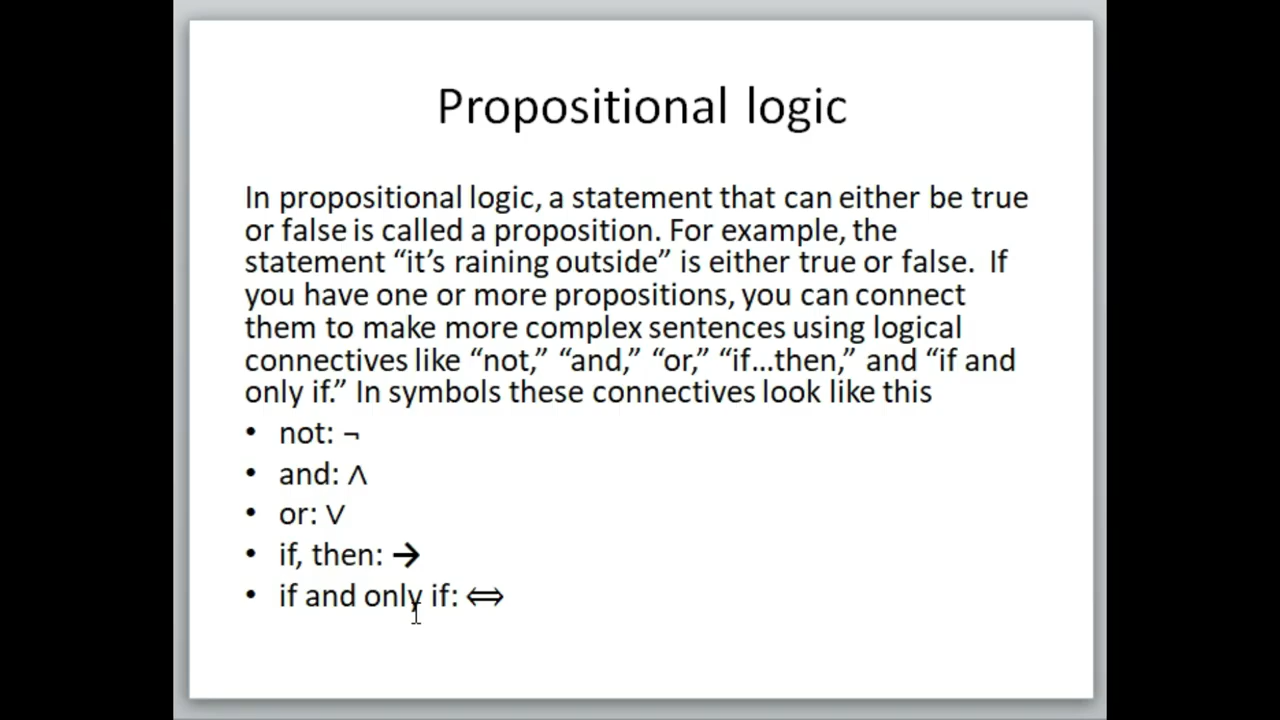 Propositional logic
In propositional logic, a statement that can either be true
or false is called a proposition. For example, the
statement “it’s raining outside” is either true or false.  If
you have one or more propositions, you can connect
them to make more complex sentences using logical
connectives like “not,” “and,” “or,” “if…then,” and “if and
only if.” In symbols these connectives look like this
• not: ¬
• and: ∧
• or: ∨
• if, then: →
• if and only if: ⇔